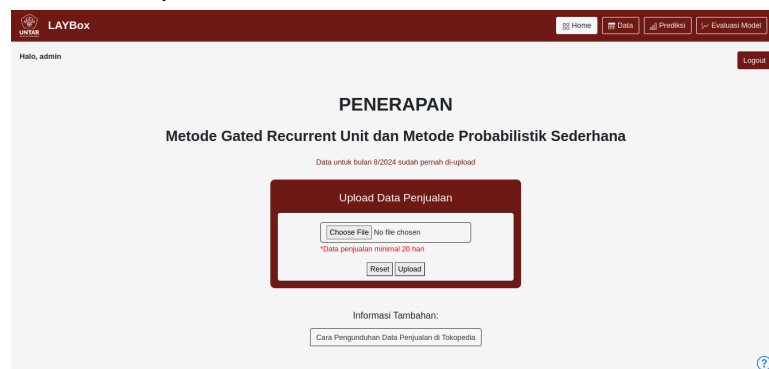 UNTAR
LAYBox
Home
Data
Prediksi
Evaluasi Model
Halo, admin
Logout
PENERAPAN
Metode Gated Recurrent Unit dan Metode Probabilistik Sederhana
Data untuk bulan 8/2024 sudah pernah di-upload
Upload Data Penjualan
Choose File No file chosen
*Data penjualan minimal 20 hari
Reset Upload
Informasi Tambahan:
Cara Pengunduhan Data Penjualan di Tokopedia
?